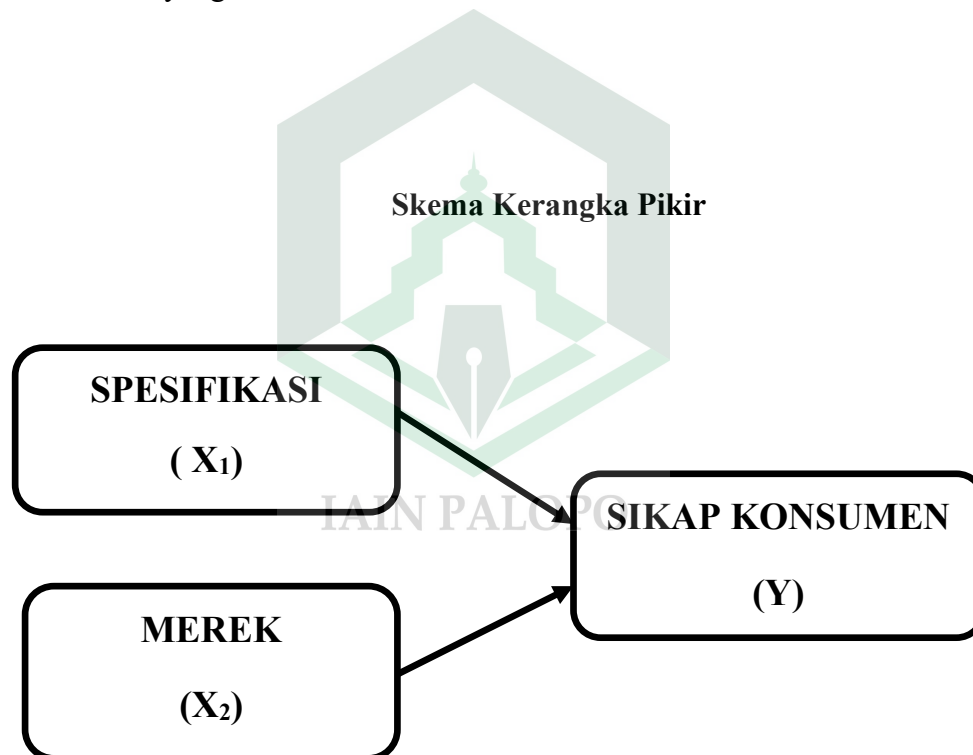 Skema Kerangka Pikir
SPESIFIKASI
( X₁)
IAIN PALOPO
SIKAP KONSUMEN
(Y)
MEREK
(X₂)